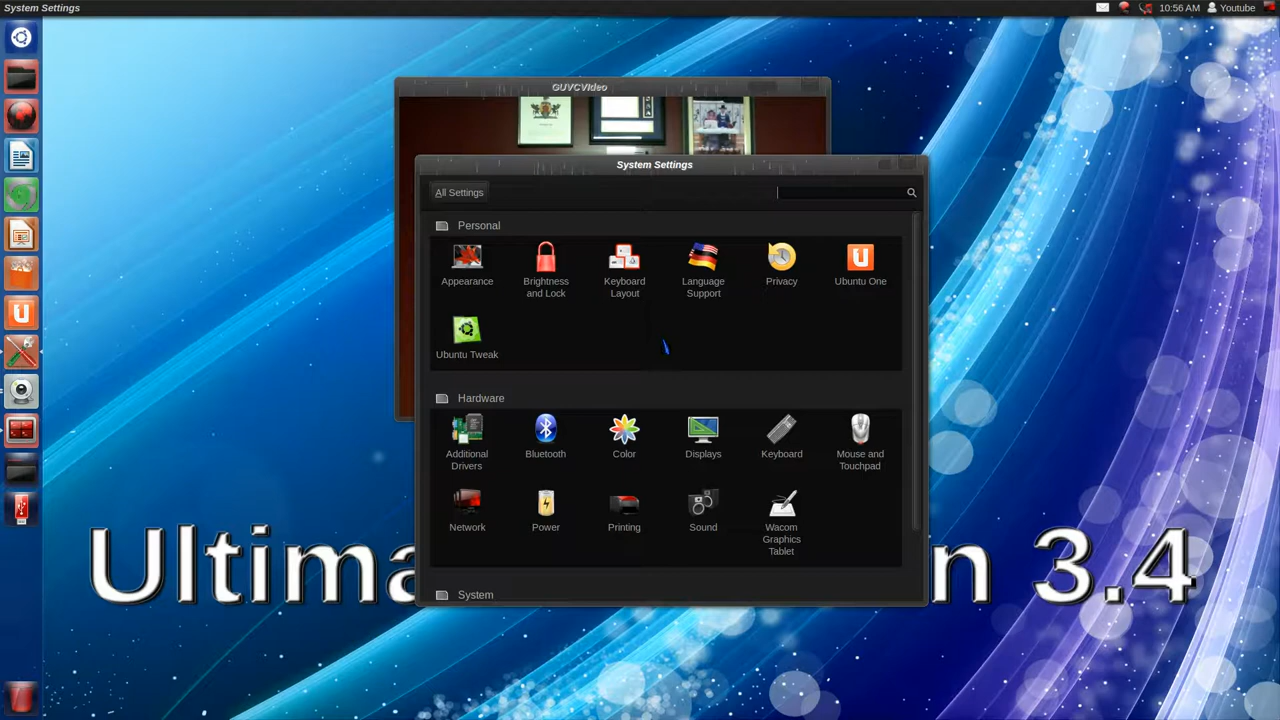 System Settings
10:56 AM
Youtube
GUVCVideo
System Settings
All Settings
Personal
Appearance
Brightness
and Lock
Keyboard
Layout
Language
Support
Privacy
Ubuntu One
Ubuntu Tweak
Hardware
Additional
Drivers
Bluetooth
Color
Displays
Keyboard
Mouse and
Touchpad
Network
Power
Printing
Sound
Wacom
Graphics
Tablet
System
Ultima
n 3.4